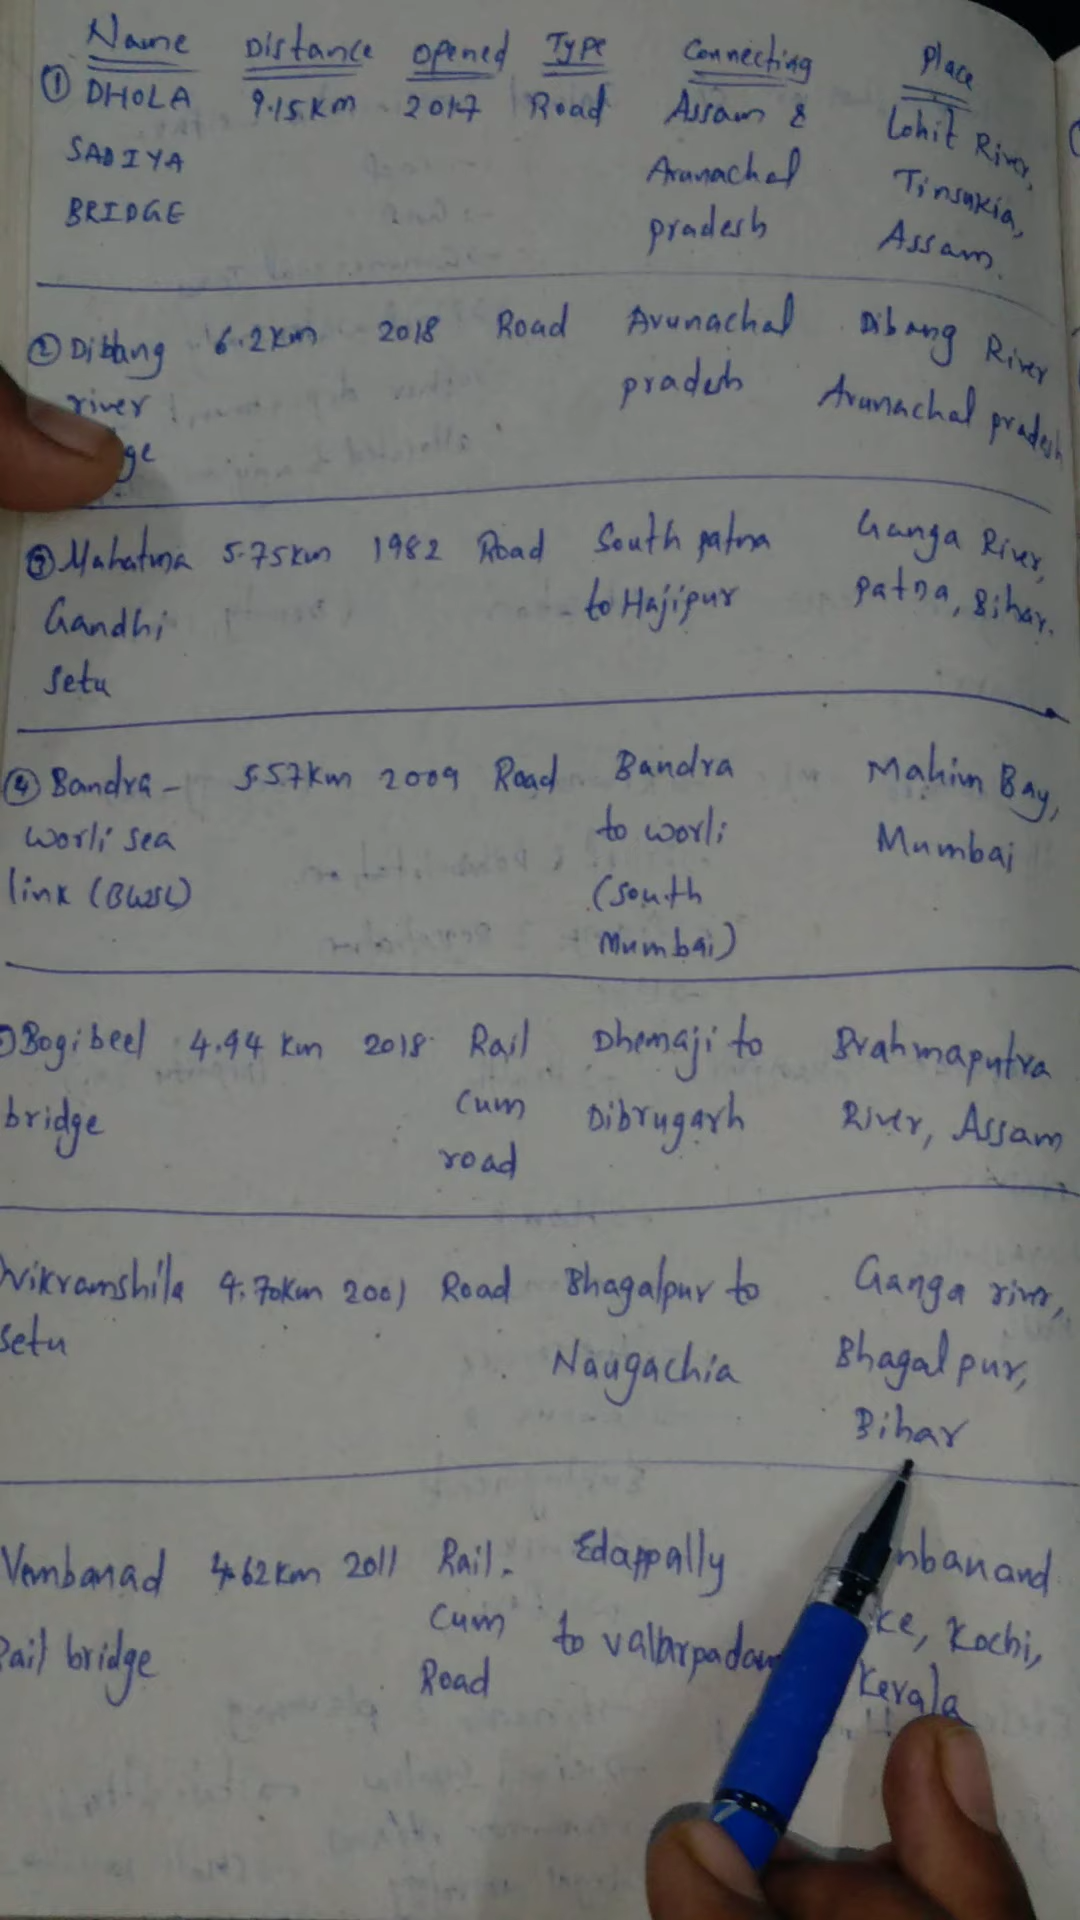 Name Distance Opened Type Connecting Place
① DHOLA 9.15Km 2017 Road Assam & Lohit River,
SADIYA Arunachal Tinsukia,
BRIDGE pradesh Assam.
② Dibang 6.2Km 2018 Road Arunachal Dibang River
river pradesh Arunachal pradesh
ge
③ Mahatma 5.75Km 1982 Road South patna Ganga River,
Gandhi to Hajipur patna, Bihar.
Setu
④ Bandra- 5.57Km 2009 Road Bandra Mahim Bay,
worli sea to worli Mumbai
link (BWSL) (South
Mumbai)
Bogibeel 4.94 Km 2018 Rail Dhemaji to Brahmaputra
bridge cum Dibrugarh River, Assam
road
Vikramshila 4.70Km 2001 Road Bhagalpur to Ganga river,
Setu Naugachia Bhagalpur,
Bihar
Vembanad 4.62Km 2011 Rail. Edappally mbanand
Rail bridge cum to vallarpadam ke, Kochi,
Road Kerala